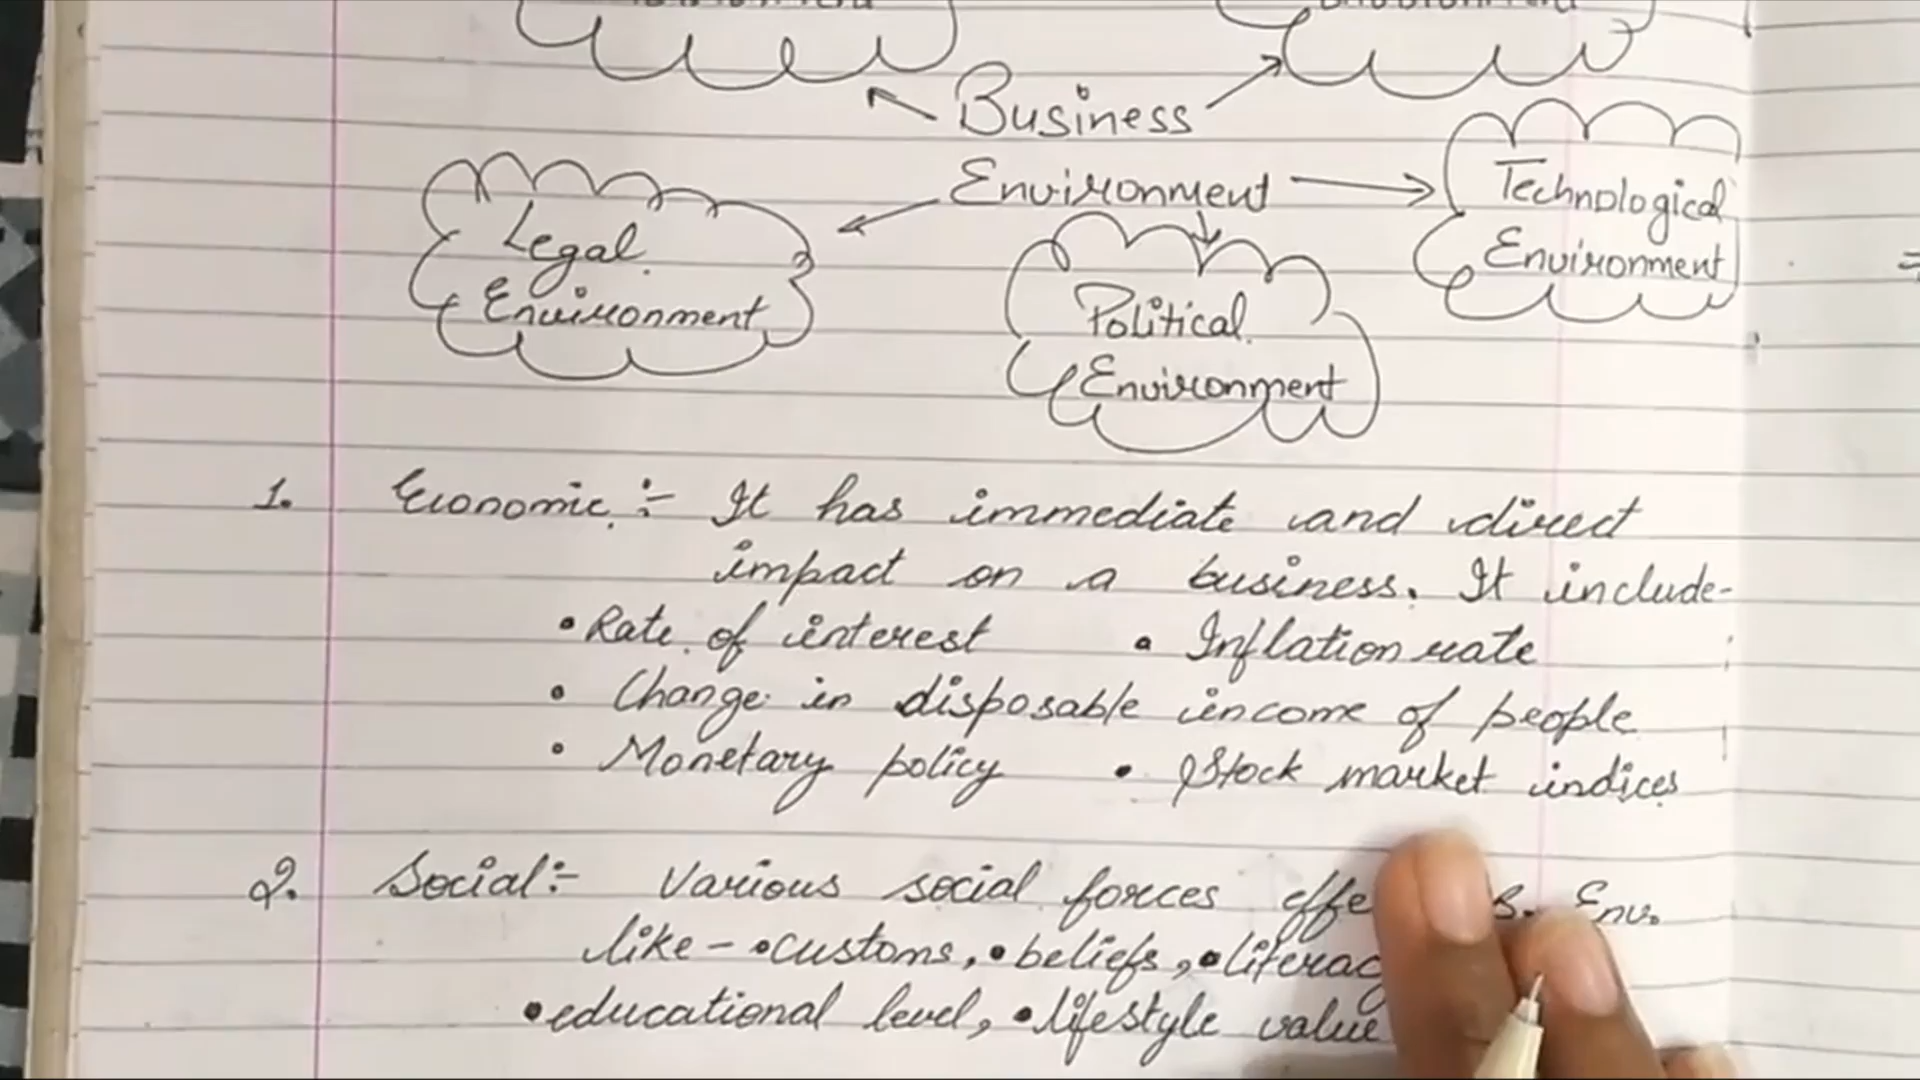 Business
Environment
Legal
Environment
Technological
Environment
Political
Environment
1. Economic :- It has immediate and direct
impact on a business. It include-
• Rate of interest • Inflation rate
• Change in disposable income of people
• Monetary policy • Stock market indices
2. Social :- Various social forces B. Env.
like - • customs, • beliefs, •
• educational level, • lifestyle value